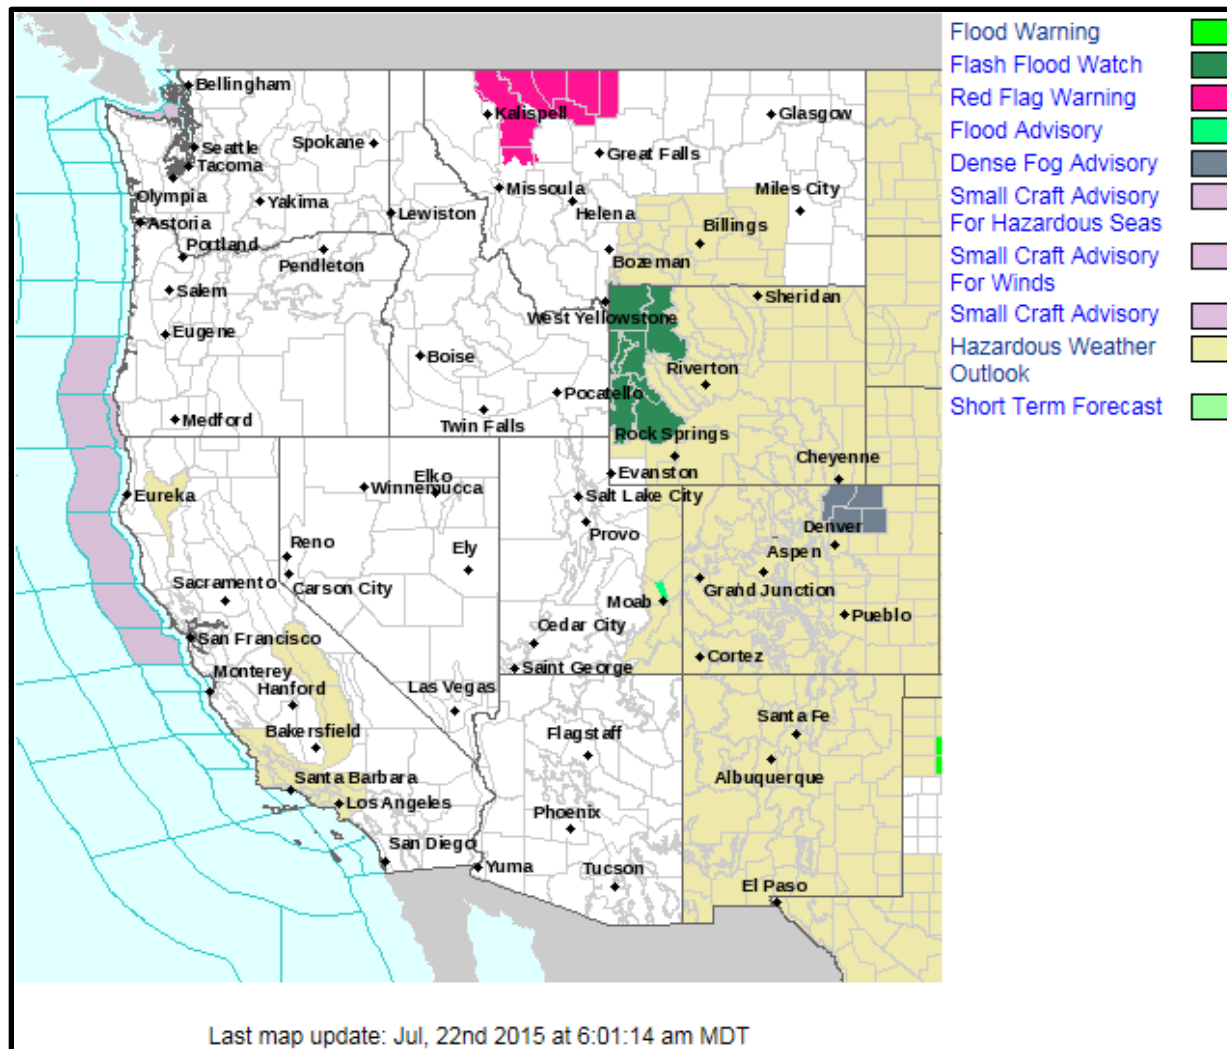 Flood Warning
Flash Flood Watch
Red Flag Warning
Flood Advisory
Dense Fog Advisory
Small Craft Advisory
For Hazardous Seas
Small Craft Advisory
For Winds
Small Craft Advisory
Hazardous Weather
Outlook
Short Term Forecast
Bellingham
Kalispell
Glasgow
Seattle
Spokane
Tacoma
Great Falls
Olympia
Missoula
Miles City
Yakima
Lewiston
Helena
Astoria
Billings
Portland
Pendleton
Bozeman
Salem
Sheridan
West Yellowstone
Eugene
Boise
Riverton
Pocatello
Medford
Twin Falls
Rock Springs
Cheyenne
Evanston
Elko
Winnemucca
Eureka
Salt Lake City
Provo
Denver
Reno
Ely
Aspen
Sacramento
Carson City
Grand Junction
Moab
Pueblo
Cedar City
San Francisco
Cortez
Saint George
Monterey
Hanford
Las Vegas
Santa Fe
Flagstaff
Bakersfield
Albuquerque
Santa Barbara
Los Angeles
Phoenix
San Diego
Yuma
Tucson
El Paso
Last map update: Jul, 22nd 2015 at 6:01:14 am MDT